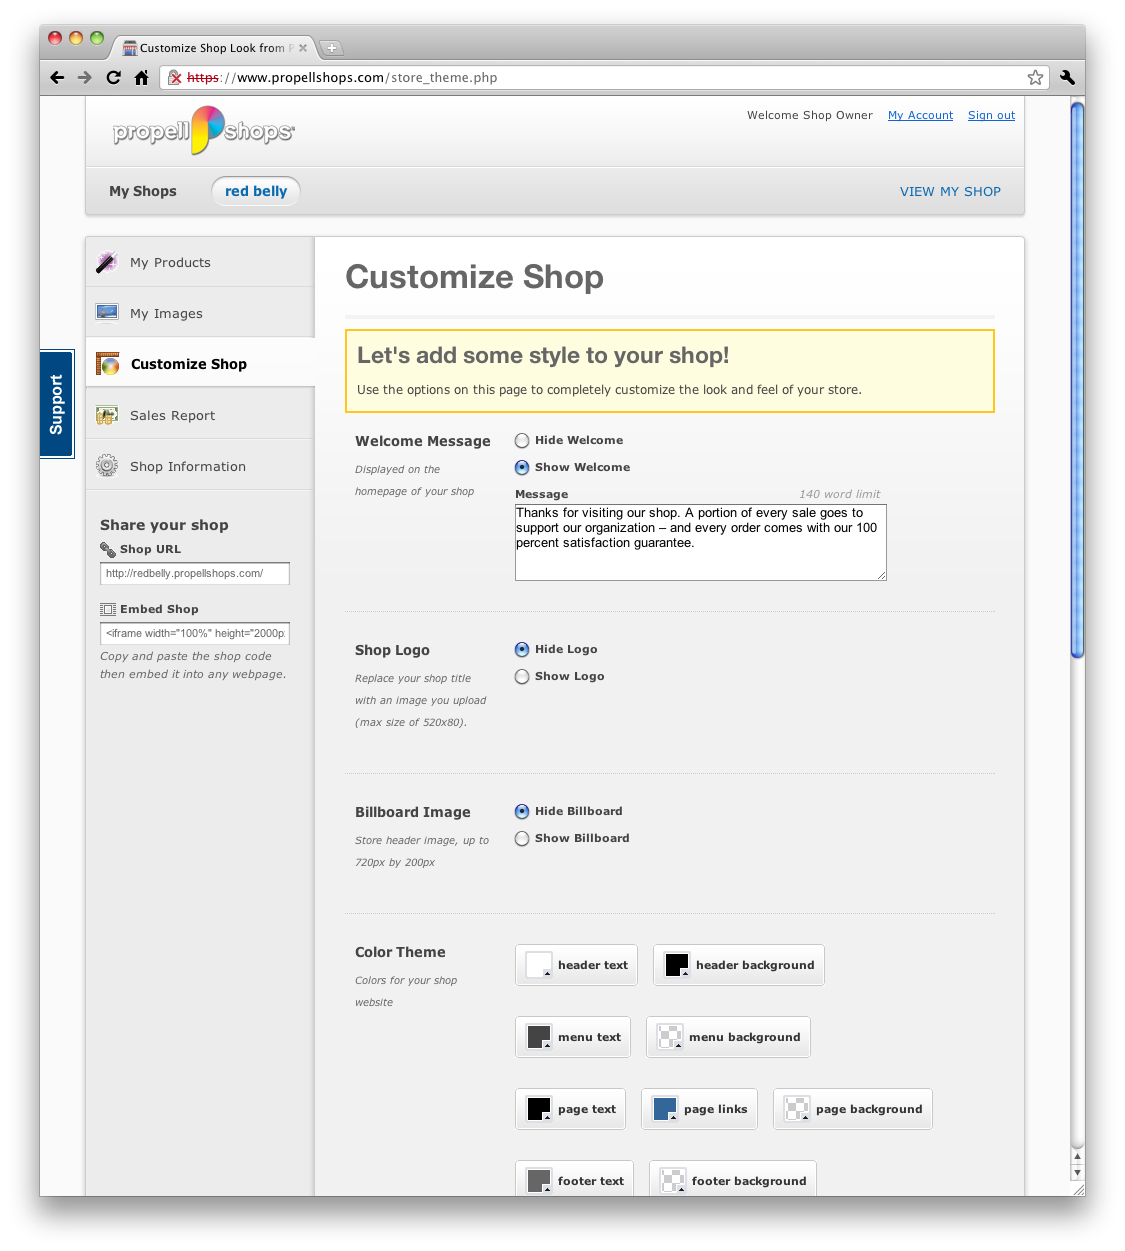 Customize Shop Look from P
https://www.propellshops.com/store_theme.php
propell shops
Welcome Shop Owner My Account Sign out
My Shops red belly VIEW MY SHOP
My Products
My Images
Customize Shop
Sales Report
Shop Information
Support
Share your shop
Shop URL
http://redbelly.propellshops.com/
Embed Shop
<iframe width="100%" height="2000p
Copy and paste the shop code
then embed it into any webpage.
Customize Shop
Let's add some style to your shop!
Use the options on this page to completely customize the look and feel of your store.
Welcome Message
Displayed on the
homepage of your shop
Hide Welcome
Show Welcome
Message 140 word limit
Thanks for visiting our shop. A portion of every sale goes to
support our organization – and every order comes with our 100
percent satisfaction guarantee.
Shop Logo
Replace your shop title
with an image you upload
(max size of 520x80).
Hide Logo
Show Logo
Billboard Image
Store header image, up to
720px by 200px
Hide Billboard
Show Billboard
Color Theme
Colors for your shop
website
header text header background
menu text menu background
page text page links page background
footer text footer background